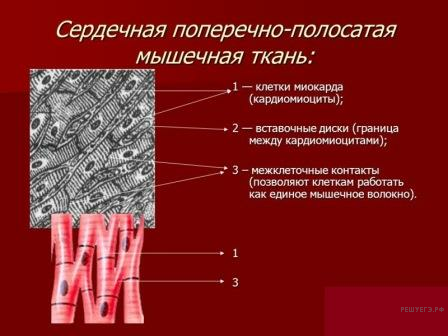 Сердечная поперечно-полосатая
мышечная ткань:
1 — клетки миокарда
(кардиомиоциты);
2 — вставочные диски (граница
между кардиомиоцитами);
3 – межклеточные контакты
(позволяют клеткам работать
как единое мышечное волокно).
1
3
РЕШУЕГЭ.РФ